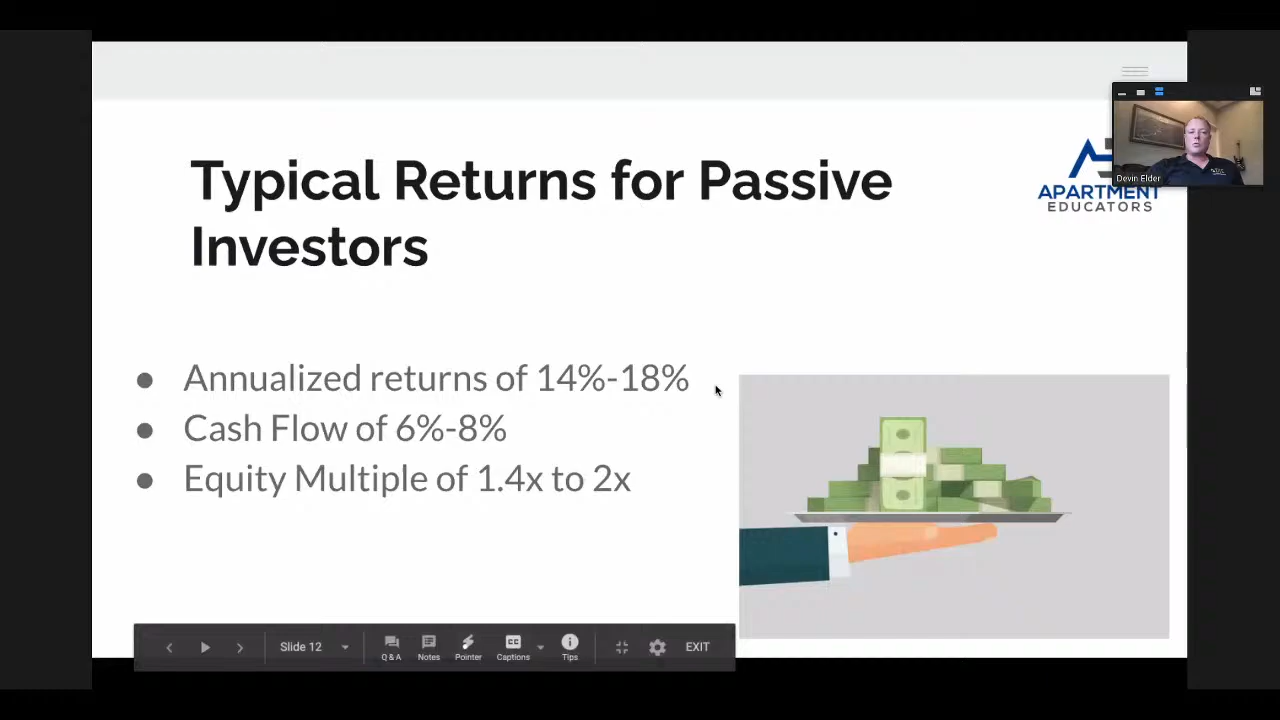 Typical Returns for Passive
Investors
APARTMENT
EDUCATORS
Devin Elder
● Annualized returns of 14%-18%
● Cash Flow of 6%-8%
● Equity Multiple of 1.4x to 2x
Slide 12
Q & A
Notes
Pointer
CC
Captions
Tips
EXIT